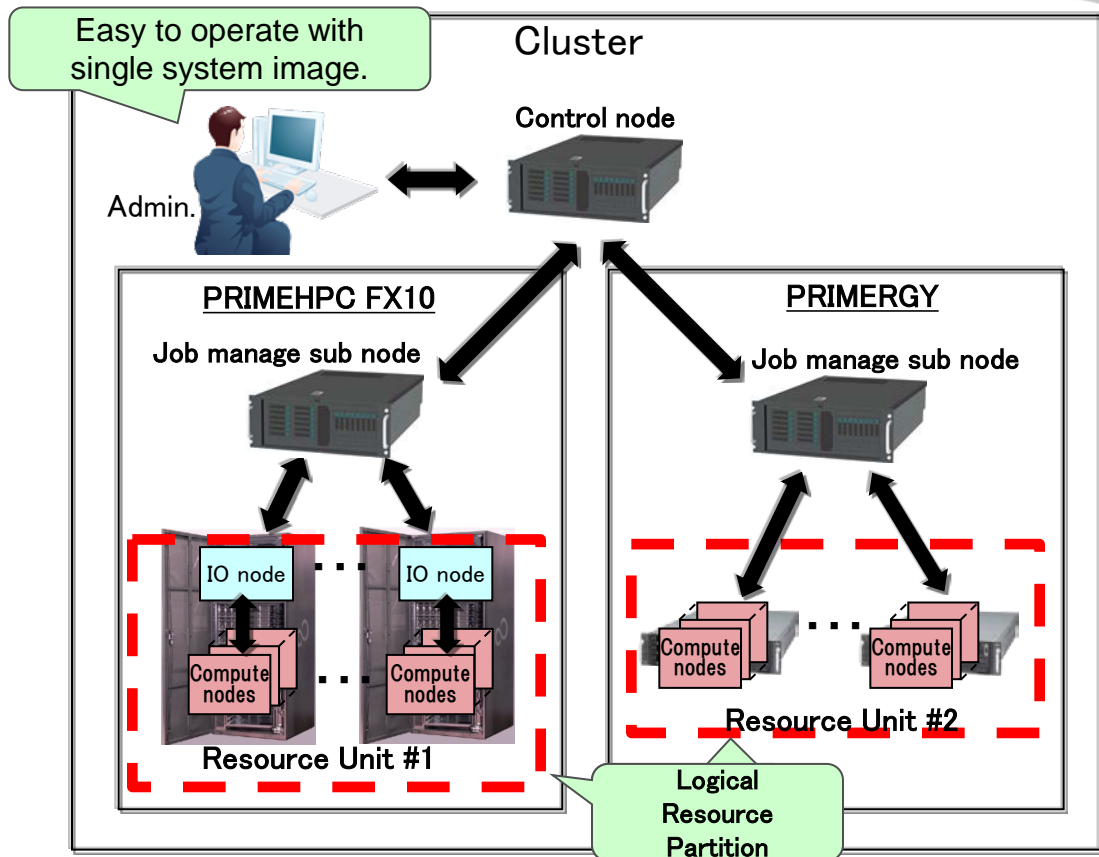 Easy to operate with
single system image.
Cluster
Control node
Admin.
PRIMEHPC FX10
Job manage sub node
IO node
IO node
Compute
nodes
Compute
nodes
Resource Unit #1
PRIMERGY
Job manage sub node
Compute
nodes
Compute
nodes
Resource Unit #2
Logical
Resource
Partition